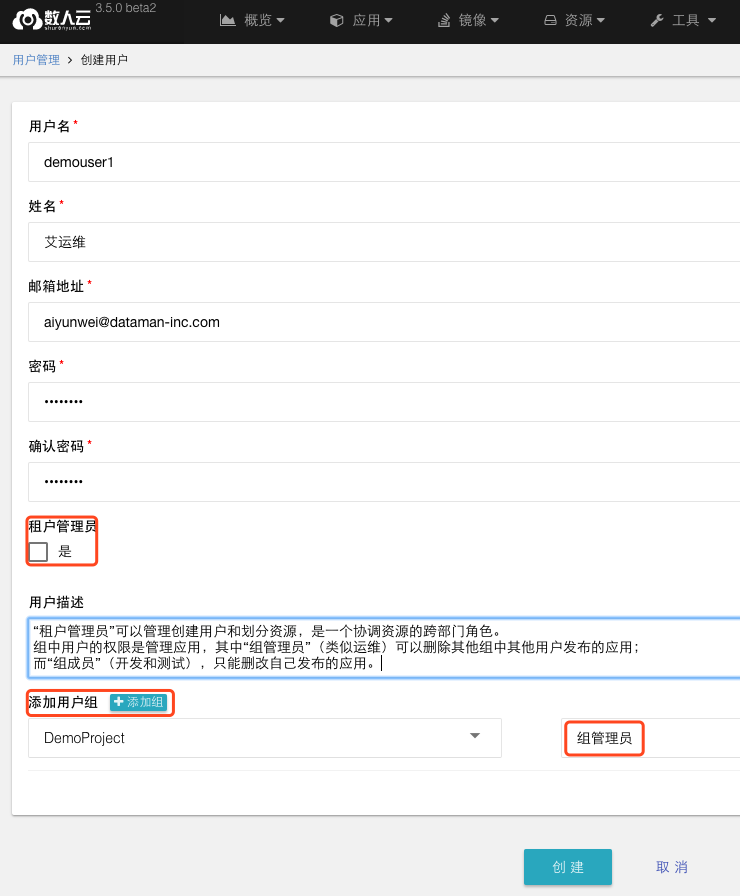 数人云 3.5.0 beta2 概览 应用 镜像 资源 工具
shurenyun.com
用户管理 > 创建用户
用户名*
demouser1
姓名*
艾运维
邮箱地址*
aiyunwei@dataman-inc.com
密码*
••••••••
确认密码*
••••••••
租户管理员
是
用户描述
“租户管理员”可以管理创建用户和划分资源，是一个协调资源的跨部门角色。
组中用户的权限是管理应用，其中“组管理员”（类似运维）可以删除其他组中其他用户发布的应用；
而“组成员”（开发和测试），只能删改自己发布的应用。
添加用户组 +添加组
DemoProject 组管理员
创建 取消